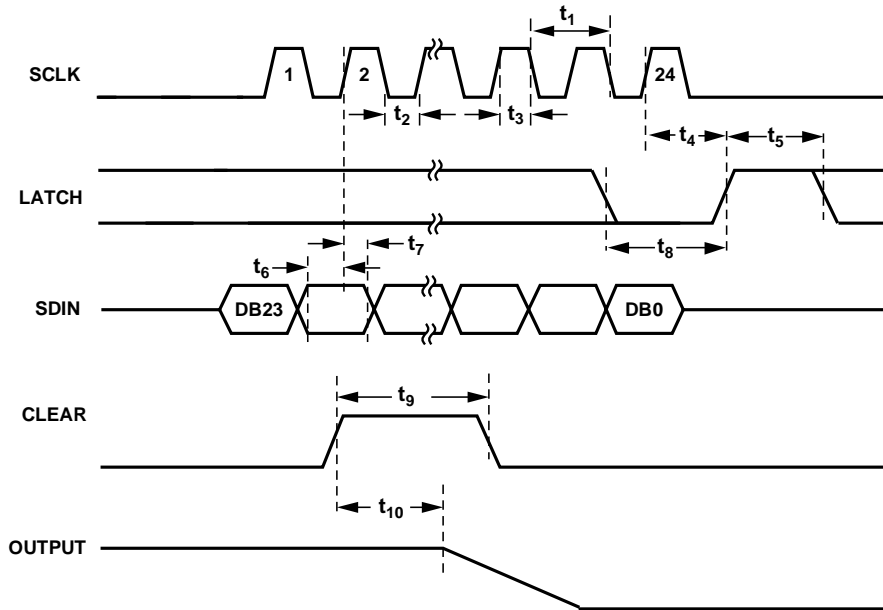 t1
SCLK
1
2
24
t2
t3
t4
t5
LATCH
t8
t7
t6
SDIN
DB23
DB0
t9
CLEAR
t10
OUTPUT